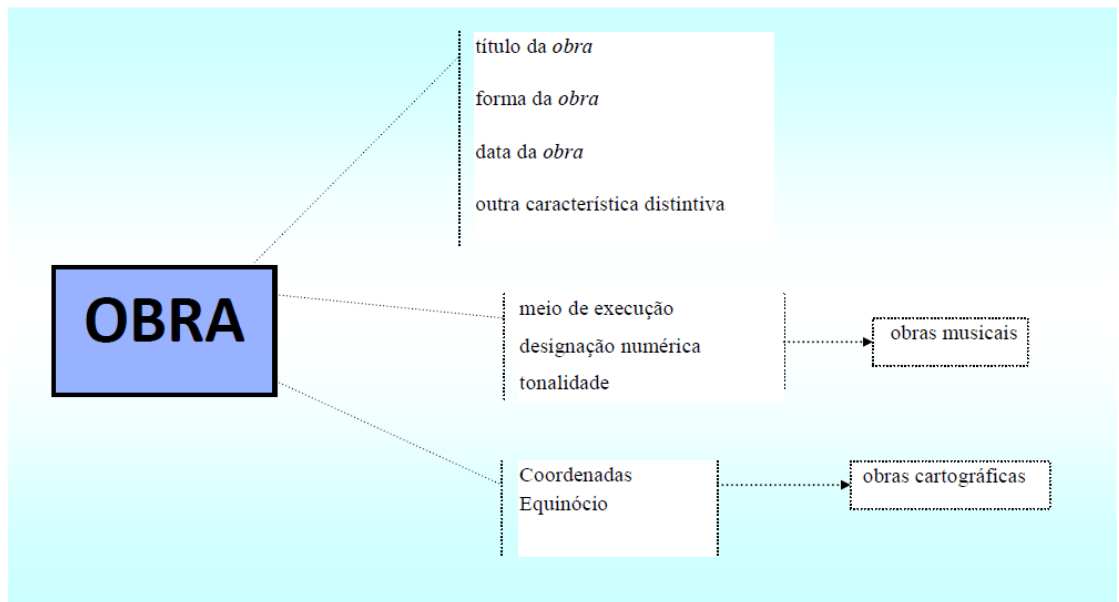 título da obra
forma da obra
data da obra
outra característica distintiva
OBRA
meio de execução
designação numérica
tonalidade
obras musicais
Coordenadas
Equinócio
obras cartográficas